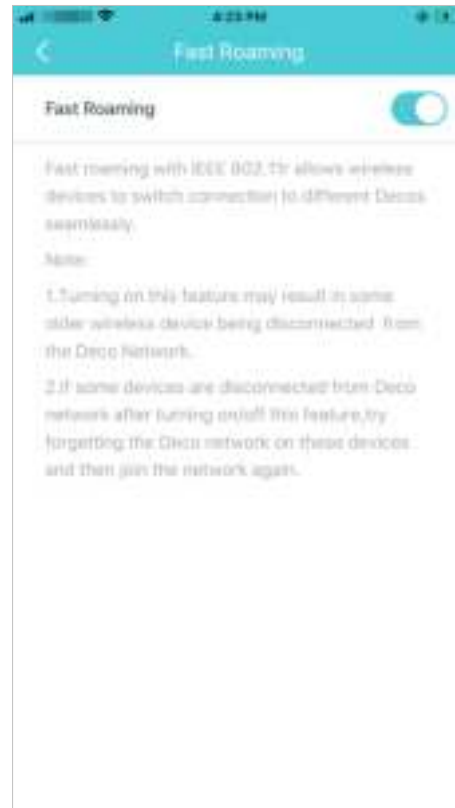 4:23 PM
Fast Roaming
Fast Roaming
Fast roaming with IEEE 802.11r allows wireless
devices to switch connection to different Decos
seamlessly.
Note:
1.Turning on this feature may result in some
older wireless device being disconnected from
the Deco Network.
2.If some devices are disconnected from Deco
network after turning on/off this feature,try
forgetting the Deco network on these devices
and then join the network again.